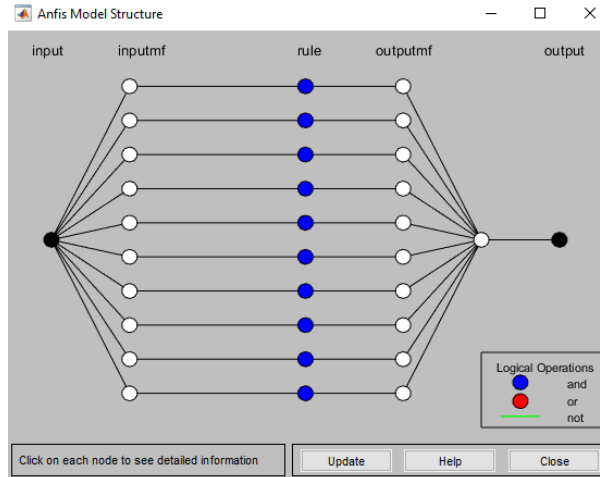 Anfis Model Structure
input inputmf rule outputmf output
Logical Operations
and
or
not
Click on each node to see detailed information
Update Help Close